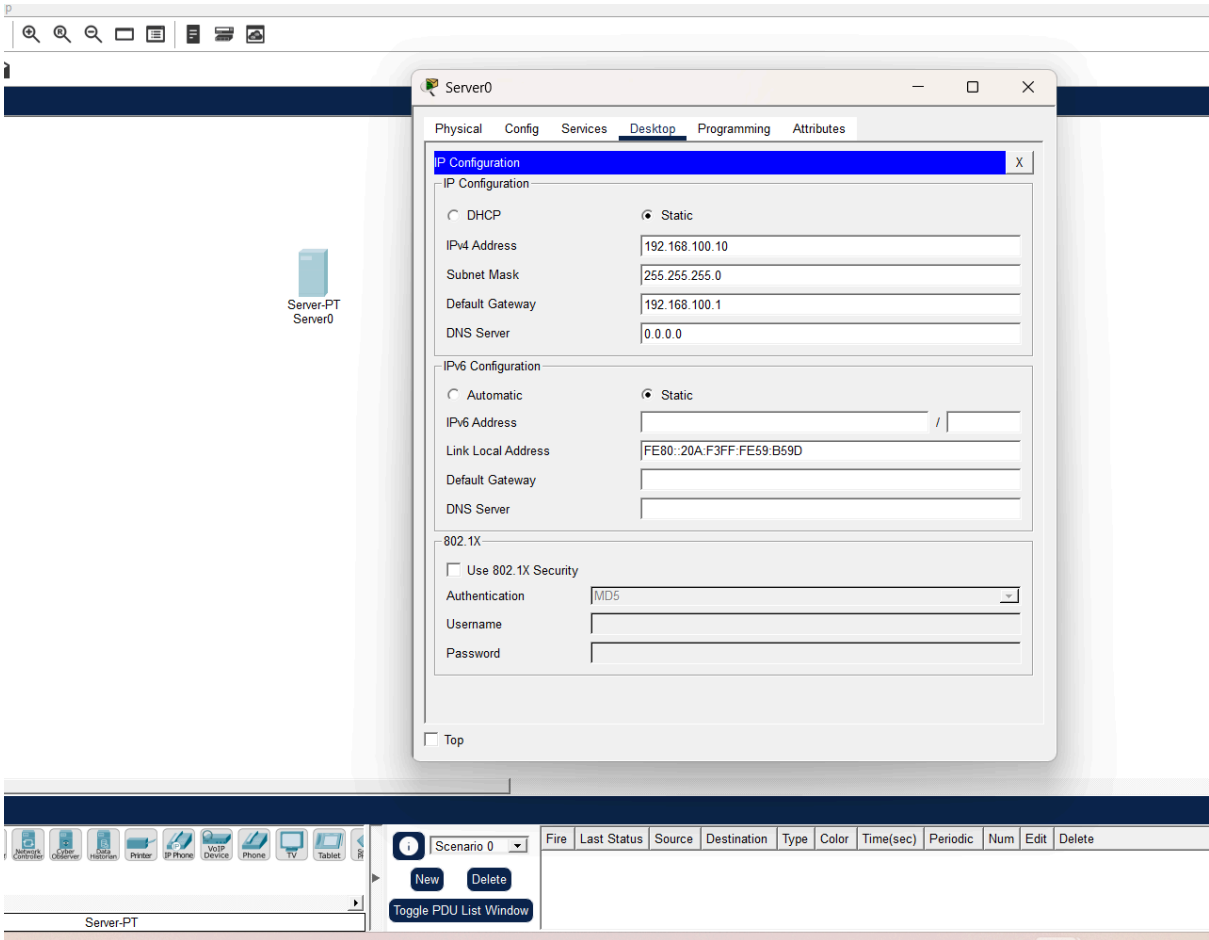 Server0
Physical Config Services Desktop Programming Attributes
IP Configuration X
IP Configuration
DHCP Static
IPv4 Address 192.168.100.10
Subnet Mask 255.255.255.0
Default Gateway 192.168.100.1
DNS Server 0.0.0.0
IPv6 Configuration
Automatic Static
IPv6 Address /
Link Local Address FE80::20A:F3FF:FE59:B59D
Default Gateway
DNS Server
802.1X
Use 802.1X Security
Authentication MD5
Username
Password
Top
Server-PT
Server0
Network Controller Cyber Observer Data Historian Printer IP Phone VoIP Device Phone TV Tablet
Server-PT
Scenario 0
New Delete
Toggle PDU List Window
Fire Last Status Source Destination Type Color Time(sec) Periodic Num Edit Delete